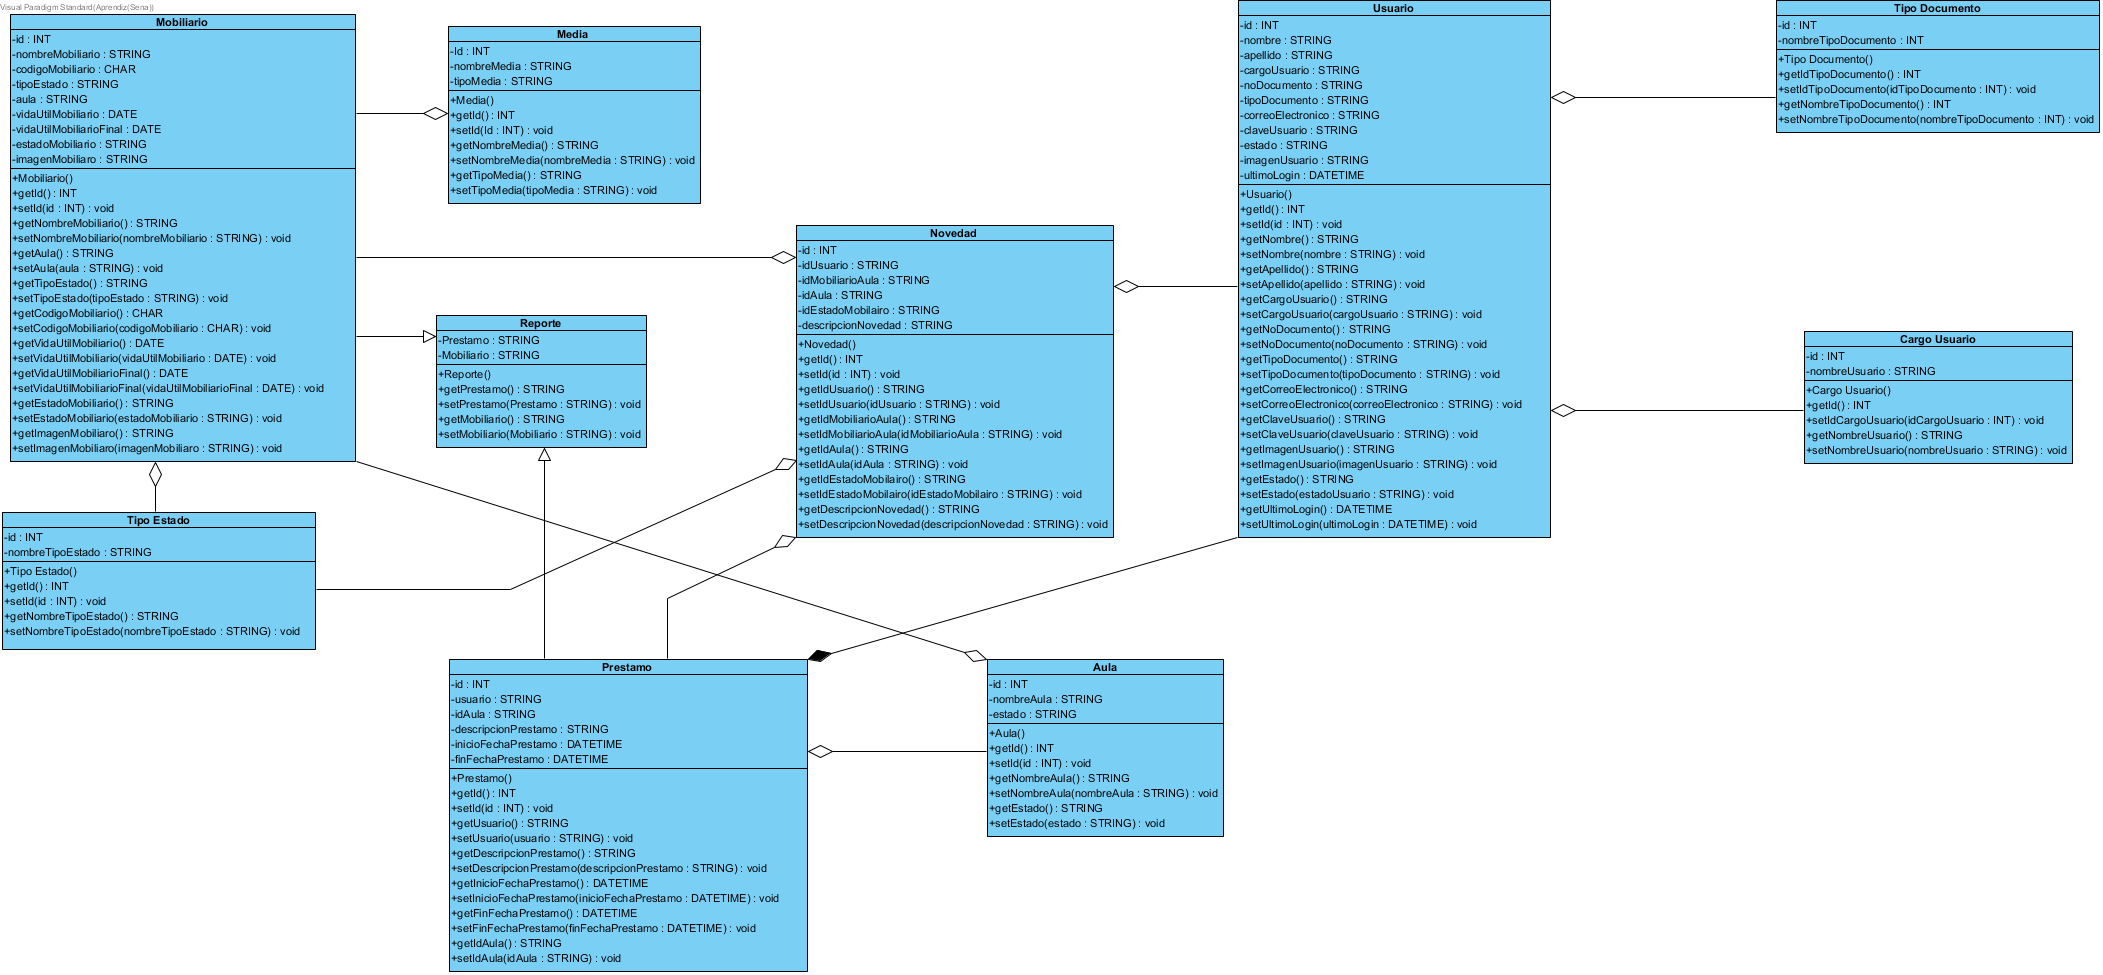 Visual Paradigm Standard(Aprendiz(Sena))
Mobiliario
-id : INT
-nombreMobiliario : STRING
-codigoMobiliario : CHAR
-tipoEstado : STRING
-aula : STRING
-vidaUtilMobiliario : DATE
-vidaUtilMobiliarioFinal : DATE
-estadoMobiliario : STRING
-imagenMobiliaro : STRING
+Mobiliario()
+getId() : INT
+setId(id : INT) : void
+getNombreMobiliario() : STRING
+setNombreMobiliario(nombreMobiliario : STRING) : void
+getAula() : STRING
+setAula(aula : STRING) : void
+getTipoEstado() : STRING
+setTipoEstado(tipoEstado : STRING) : void
+getCodigoMobiliario() : CHAR
+setCodigoMobiliario(codigoMobiliario : CHAR) : void
+getVidaUtilMobiliario() : DATE
+setVidaUtilMobiliario(vidaUtilMobiliario : DATE) : void
+getVidaUtilMobiliarioFinal() : DATE
+setVidaUtilMobiliarioFinal(vidaUtilMobiliarioFinal : DATE) : void
+getEstadoMobiliario() : STRING
+setEstadoMobiliario(estadoMobiliario : STRING) : void
+getImagenMobiliaro() : STRING
+setImagenMobiliaro(imagenMobiliaro : STRING) : void
Media
-Id : INT
-nombreMedia : STRING
-tipoMedia : STRING
+Media()
+getId() : INT
+setId(Id : INT) : void
+getNombreMedia() : STRING
+setNombreMedia(nombreMedia : STRING) : void
+getTipoMedia() : STRING
+setTipoMedia(tipoMedia : STRING) : void
Usuario
-id : INT
-nombre : STRING
-apellido : STRING
-cargoUsuario : STRING
-noDocumento : STRING
-tipoDocumento : STRING
-correoElectronico : STRING
-claveUsuario : STRING
-estado : STRING
-imagenUsuario : STRING
-ultimoLogin : DATETIME
+Usuario()
+getId() : INT
+setId(id : INT) : void
+getNombre() : STRING
+setNombre(nombre : STRING) : void
+getApellido() : STRING
+setApellido(apellido : STRING) : void
+getCargoUsuario() : STRING
+setCargoUsuario(cargoUsuario : STRING) : void
+getNoDocumento() : STRING
+setNoDocumento(noDocumento : STRING) : void
+getTipoDocumento() : STRING
+setTipoDocumento(tipoDocumento : STRING) : void
+getCorreoElectronico() : STRING
+setCorreoElectronico(correoElectronico : STRING) : void
+getClaveUsuario() : STRING
+setClaveUsuario(claveUsuario : STRING) : void
+getImagenUsuario() : STRING
+setImagenUsuario(imagenUsuario : STRING) : void
+getEstado() : STRING
+setEstado(estadoUsuario : STRING) : void
+getUltimoLogin() : DATETIME
+setUltimoLogin(ultimoLogin : DATETIME) : void
Tipo Documento
-id : INT
-nombreTipoDocumento : INT
+Tipo Documento()
+getIdTipoDocumento() : INT
+setIdTipoDocumento(idTipoDocumento : INT) : void
+getNombreTipoDocumento() : INT
+setNombreTipoDocumento(nombreTipoDocumento : INT) : void
Novedad
-id : INT
-idUsuario : STRING
-idMobiliarioAula : STRING
-idAula : STRING
-idEstadoMobilairo : STRING
-descripcionNovedad : STRING
+Novedad()
+getId() : INT
+setId(id : INT) : void
+getIdUsuario() : STRING
+setIdUsuario(idUsuario : STRING) : void
+getIdMobiliarioAula() : STRING
+setIdMobiliarioAula(idMobiliarioAula : STRING) : void
+getIdAula() : STRING
+setIdAula(idAula : STRING) : void
+getIdEstadoMobilairo() : STRING
+setIdEstadoMobilairo(idEstadoMobilairo : STRING) : void
+getDescripcionNovedad() : STRING
+setDescripcionNovedad(descripcionNovedad : STRING) : void
Reporte
-Prestamo : STRING
-Mobiliario : STRING
+Reporte()
+getPrestamo() : STRING
+setPrestamo(Prestamo : STRING) : void
+getMobiliario() : STRING
+setMobiliario(Mobiliario : STRING) : void
Cargo Usuario
-id : INT
-nombreUsuario : STRING
+Cargo Usuario()
+getId() : INT
+setIdCargoUsuario(idCargoUsuario : INT) : void
+getNombreUsuario() : STRING
+setNombreUsuario(nombreUsuario : STRING) : void
Tipo Estado
-id : INT
-nombreTipoEstado : STRING
+Tipo Estado()
+getId() : INT
+setId(id : INT) : void
+getNombreTipoEstado() : STRING
+setNombreTipoEstado(nombreTipoEstado : STRING) : void
Prestamo
-id : INT
-usuario : STRING
-idAula : STRING
-descripcionPrestamo : STRING
-inicioFechaPrestamo : DATETIME
-finFechaPrestamo : DATETIME
+Prestamo()
+getId() : INT
+setId(id : INT) : void
+getUsuario() : STRING
+setUsuario(usuario : STRING) : void
+getDescripcionPrestamo() : STRING
+setDescripcionPrestamo(descripcionPrestamo : STRING) : void
+getInicioFechaPrestamo() : DATETIME
+setInicioFechaPrestamo(inicioFechaPrestamo : DATETIME) : void
+getFinFechaPrestamo() : DATETIME
+setFinFechaPrestamo(finFechaPrestamo : DATETIME) : void
+getIdAula() : STRING
+setIdAula(idAula : STRING) : void
Aula
-id : INT
-nombreAula : STRING
-estado : STRING
+Aula()
+getId() : INT
+setId(id : INT) : void
+getNombreAula() : STRING
+setNombreAula(nombreAula : STRING) : void
+getEstado() : STRING
+setEstado(estado : STRING) : void